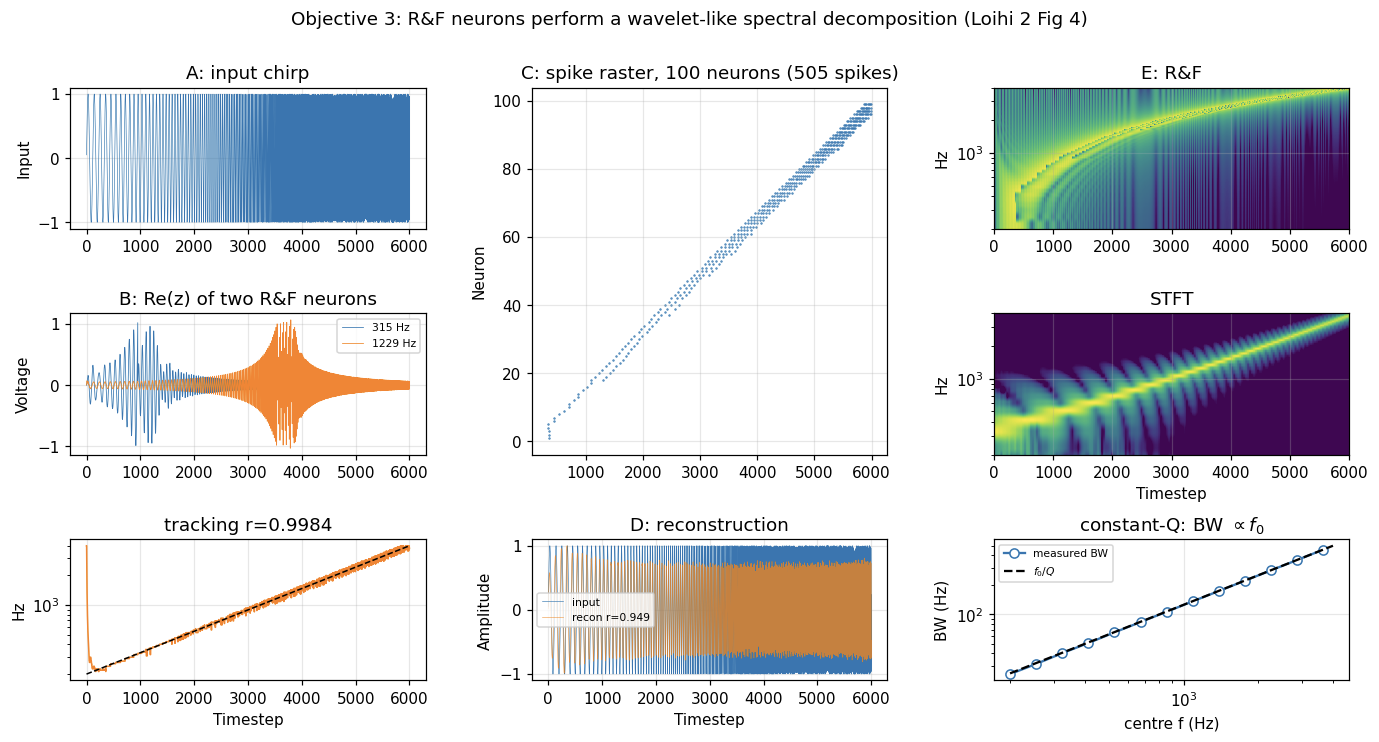 Objective 3: R&F neurons perform a wavelet-like spectral decomposition (Loihi 2 Fig 4)
A: input chirp
Input
1
0
−1
0 1000 2000 3000 4000 5000 6000
B: Re(z) of two R&F neurons
Voltage
1
0
−1
315 Hz
1229 Hz
0 1000 2000 3000 4000 5000 6000
tracking r=0.9984
Hz
10³
0 1000 2000 3000 4000 5000 6000
Timestep
C: spike raster, 100 neurons (505 spikes)
Neuron
100
80
60
40
20
0
1000 2000 3000 4000 5000 6000
D: reconstruction
Amplitude
1
0
−1
input
recon r=0.949
0 1000 2000 3000 4000 5000 6000
Timestep
E: R&F
Hz
10³
0 1000 2000 3000 4000 5000 6000
STFT
Hz
10³
0 1000 2000 3000 4000 5000 6000
Timestep
constant-Q: BW ∝ f₀
BW (Hz)
10²
measured BW
f₀/Q
10³
centre f (Hz)